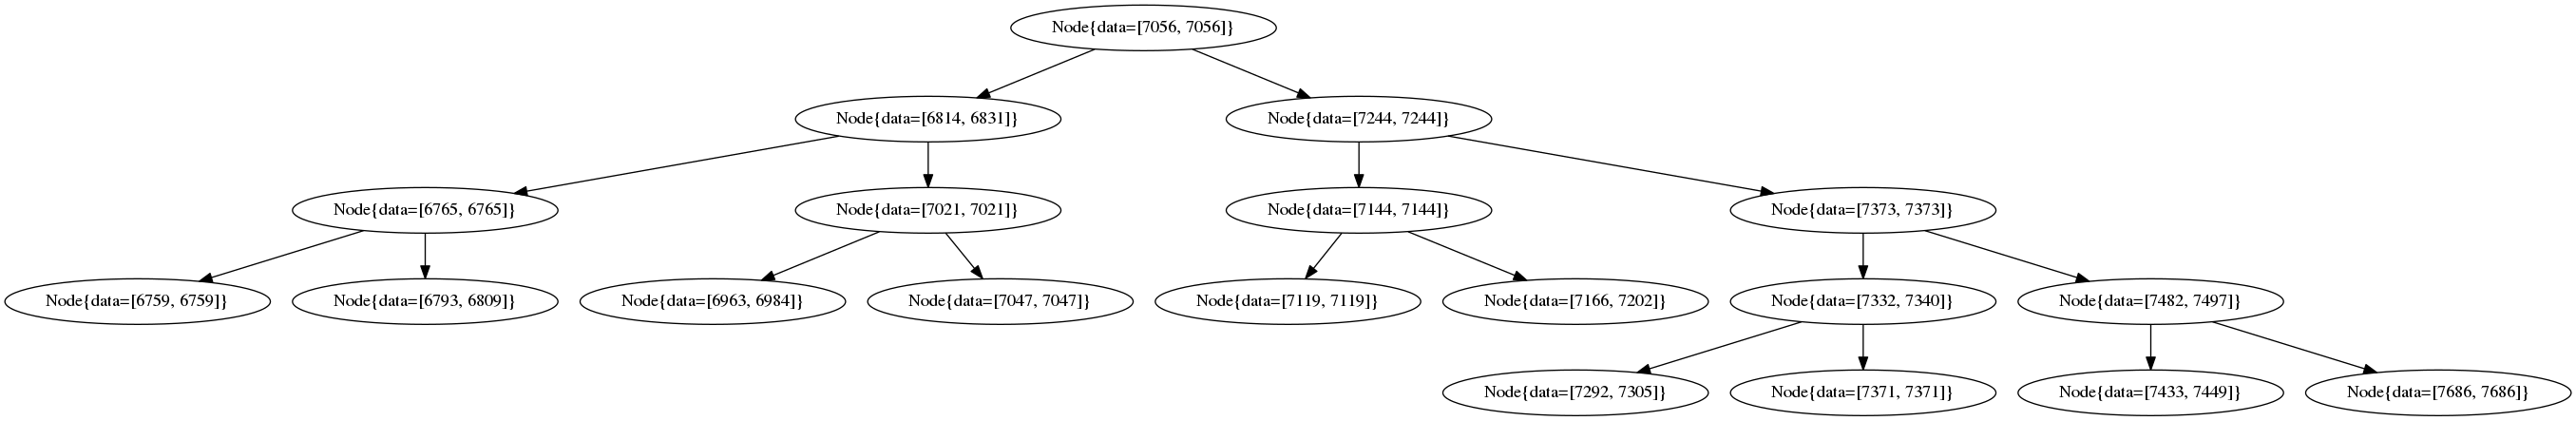 Node{data=[7056, 7056]}
Node{data=[6814, 6831]}
Node{data=[7244, 7244]}
Node{data=[6765, 6765]}
Node{data=[7021, 7021]}
Node{data=[7144, 7144]}
Node{data=[7373, 7373]}
Node{data=[6759, 6759]}
Node{data=[6793, 6809]}
Node{data=[6963, 6984]}
Node{data=[7047, 7047]}
Node{data=[7119, 7119]}
Node{data=[7166, 7202]}
Node{data=[7332, 7340]}
Node{data=[7482, 7497]}
Node{data=[7292, 7305]}
Node{data=[7371, 7371]}
Node{data=[7433, 7449]}
Node{data=[7686, 7686]}